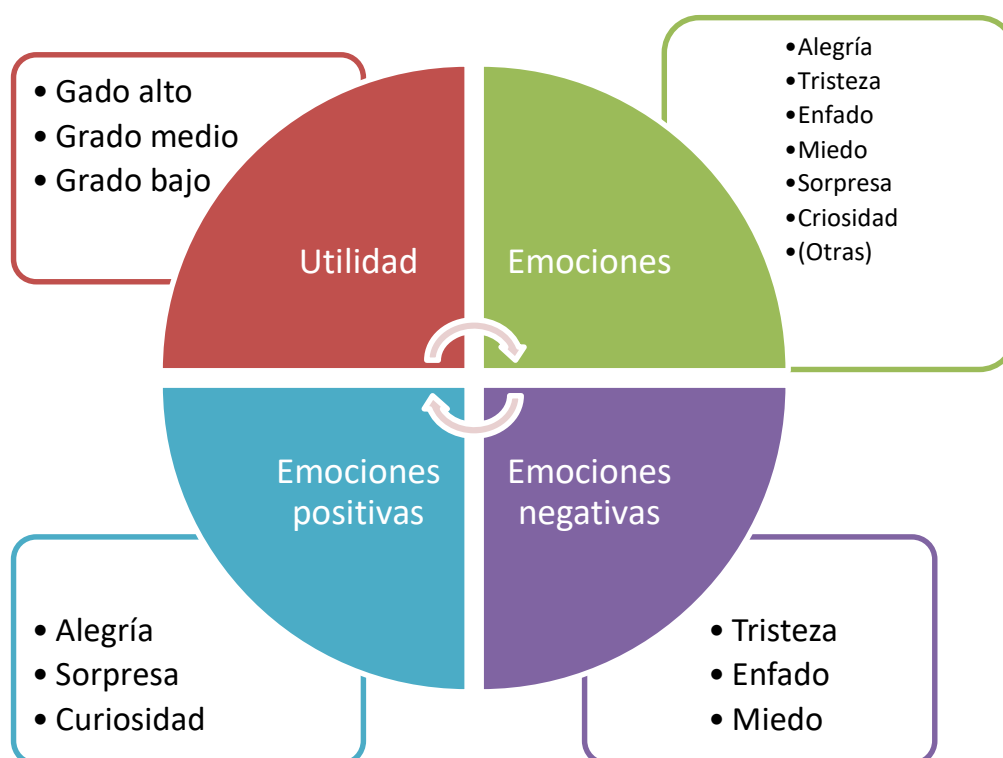 • Gado alto
• Grado medio
• Grado bajo
Utilidad
Emociones
•Alegría
•Tristeza
•Enfado
•Miedo
•Sorpresa
•Criosidad
•(Otras)
Emociones
positivas
Emociones
negativas
• Alegría
• Sorpresa
• Curiosidad
• Tristeza
• Enfado
• Miedo